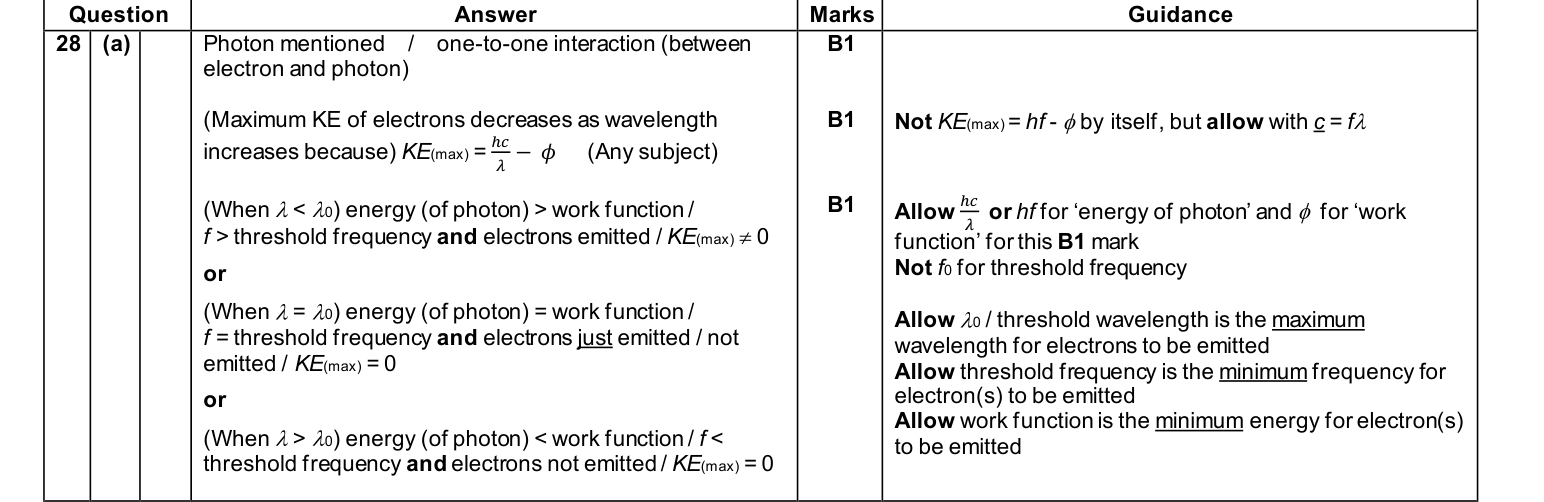 Question Answer Marks Guidance
28 (a) Photon mentioned / one-to-one interaction (between B1
electron and photon)
(Maximum KE of electrons decreases as wavelength B1 Not KE(max) = hf - ϕ by itself, but allow with c = fλ
increases because) KE(max) = hc/λ − ϕ (Any subject)
(When λ < λ0) energy (of photon) > work function / B1
f > threshold frequency and electrons emitted / KE(max) ≠ 0
or
(When λ = λ0) energy (of photon) = work function /
f = threshold frequency and electrons just emitted / not
emitted / KE(max) = 0
or
(When λ > λ0) energy (of photon) < work function / f <
threshold frequency and electrons not emitted / KE(max) = 0
Allow hc/λ or hf for ‘energy of photon’ and ϕ for ‘work
function’ for this B1 mark
Not f0 for threshold frequency
Allow λ0 / threshold wavelength is the maximum
wavelength for electrons to be emitted
Allow threshold frequency is the minimum frequency for
electron(s) to be emitted
Allow work function is the minimum energy for electron(s)
to be emitted